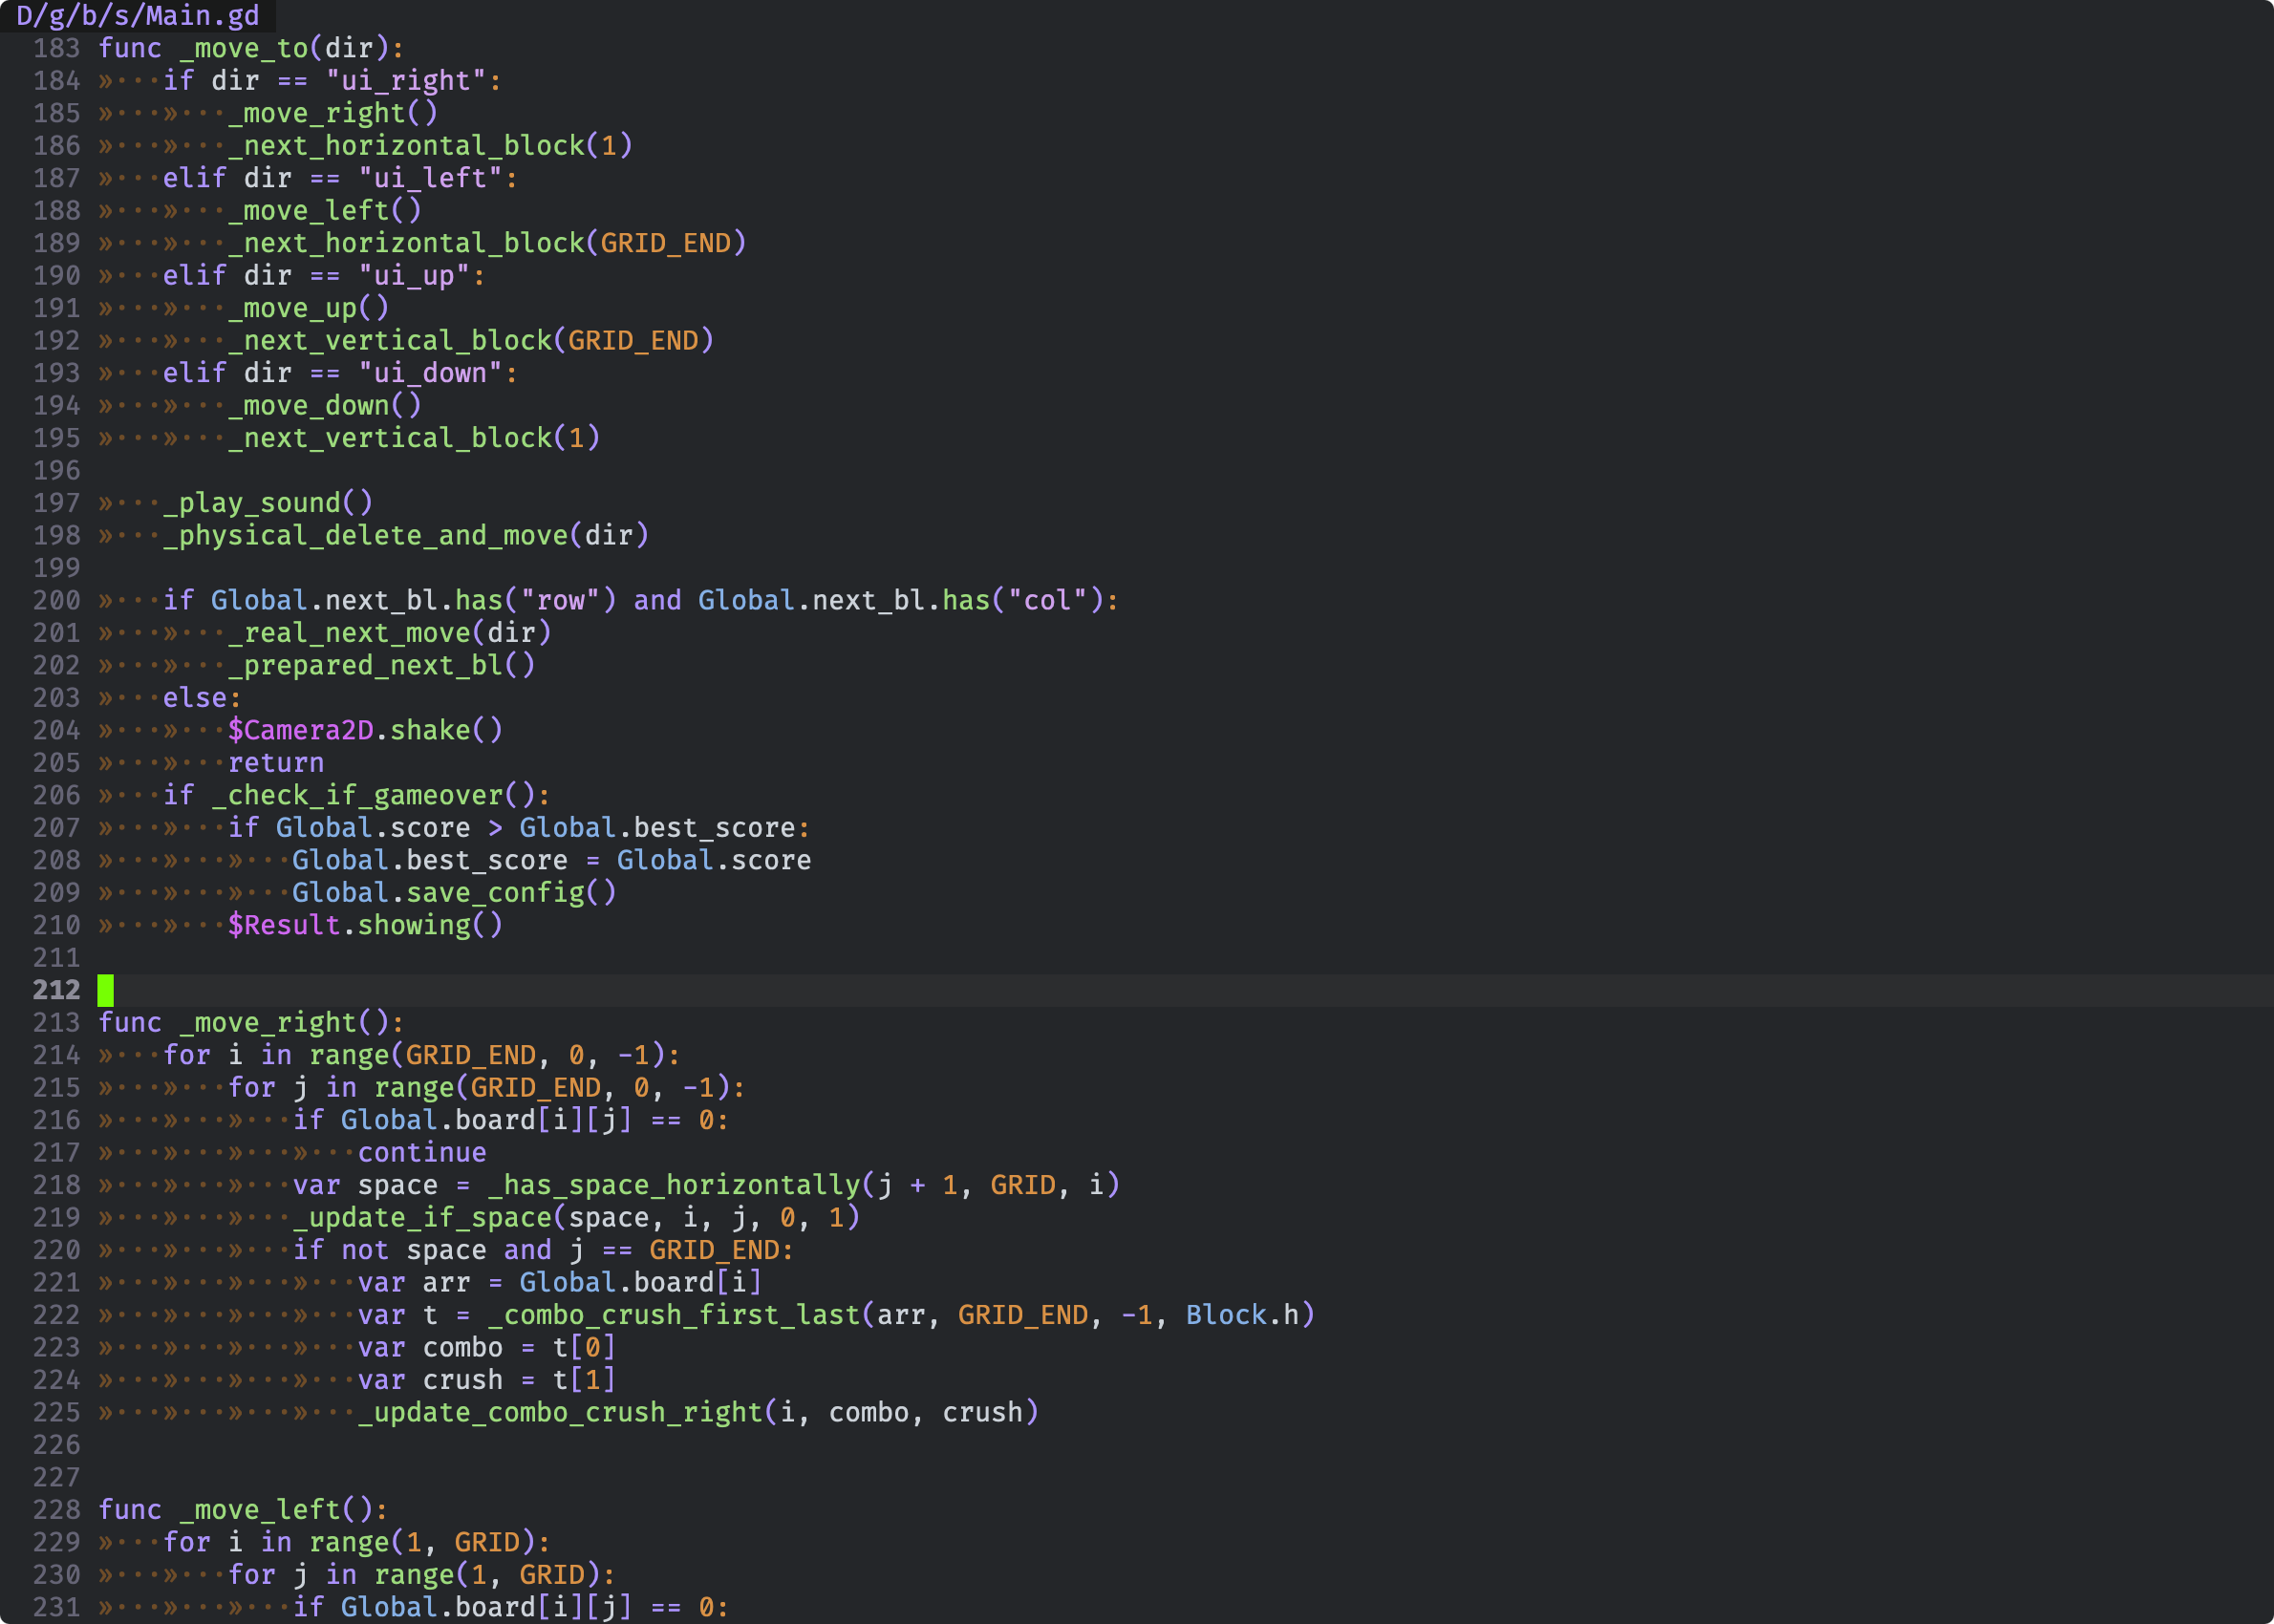 D/g/b/s/Main.gd
183 func _move_to(dir):
184 »···if dir == "ui_right":
185 »···»···_move_right()
186 »···»···_next_horizontal_block(1)
187 »···elif dir == "ui_left":
188 »···»···_move_left()
189 »···»···_next_horizontal_block(GRID_END)
190 »···elif dir == "ui_up":
191 »···»···_move_up()
192 »···»···_next_vertical_block(GRID_END)
193 »···elif dir == "ui_down":
194 »···»···_move_down()
195 »···»···_next_vertical_block(1)
196
197 »···_play_sound()
198 »···_physical_delete_and_move(dir)
199
200 »···if Global.next_bl.has("row") and Global.next_bl.has("col"):
201 »···»···_real_next_move(dir)
202 »···»···_prepared_next_bl()
203 »···else:
204 »···»···$Camera2D.shake()
205 »···»···return
206 »···if _check_if_gameover():
207 »···»···if Global.score > Global.best_score:
208 »···»···»···Global.best_score = Global.score
209 »···»···»···Global.save_config()
210 »···»···$Result.showing()
211
212
213 func _move_right():
214 »···for i in range(GRID_END, 0, -1):
215 »···»···for j in range(GRID_END, 0, -1):
216 »···»···»···if Global.board[i][j] == 0:
217 »···»···»···»···continue
218 »···»···»···var space = _has_space_horizontally(j + 1, GRID, i)
219 »···»···»···_update_if_space(space, i, j, 0, 1)
220 »···»···»···if not space and j == GRID_END:
221 »···»···»···»···var arr = Global.board[i]
222 »···»···»···»···var t = _combo_crush_first_last(arr, GRID_END, -1, Block.h)
223 »···»···»···»···var combo = t[0]
224 »···»···»···»···var crush = t[1]
225 »···»···»···»···_update_combo_crush_right(i, combo, crush)
226
227
228 func _move_left():
229 »···for i in range(1, GRID):
230 »···»···for j in range(1, GRID):
231 »···»···»···if Global.board[i][j] == 0: